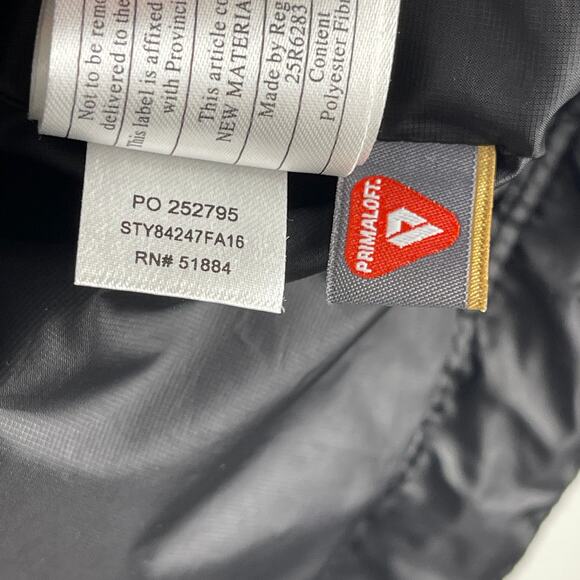 Not to be remo
delivered to the
This label is affixed
with Provinci
This article co
NEW MATERIA
Made by Reg
25R6283
Content
Polyester Fibr
PO 252795
STY84247FA16
RN# 51884
PRIMALOFT.